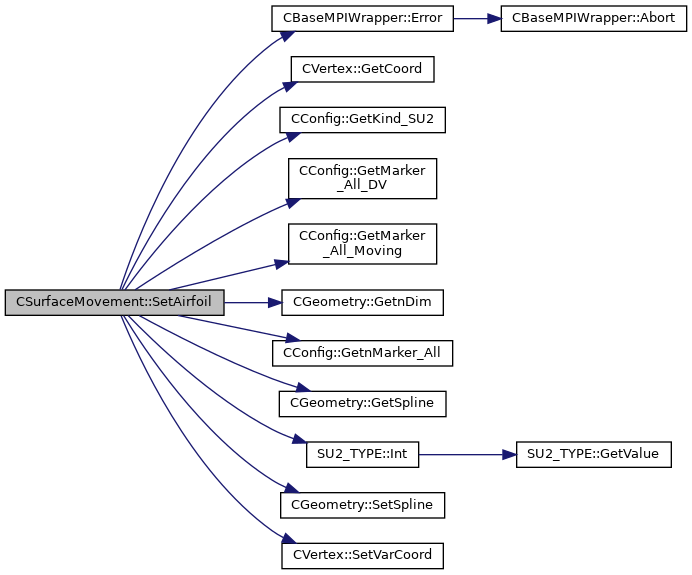 CBaseMPIWrapper::Error
CBaseMPIWrapper::Abort
CVertex::GetCoord
CConfig::GetKind_SU2
CConfig::GetMarker
_All_DV
CConfig::GetMarker
_All_Moving
CSurfaceMovement::SetAirfoil
CGeometry::GetnDim
CConfig::GetnMarker_All
CGeometry::GetSpline
SU2_TYPE::Int
SU2_TYPE::GetValue
CGeometry::SetSpline
CVertex::SetVarCoord